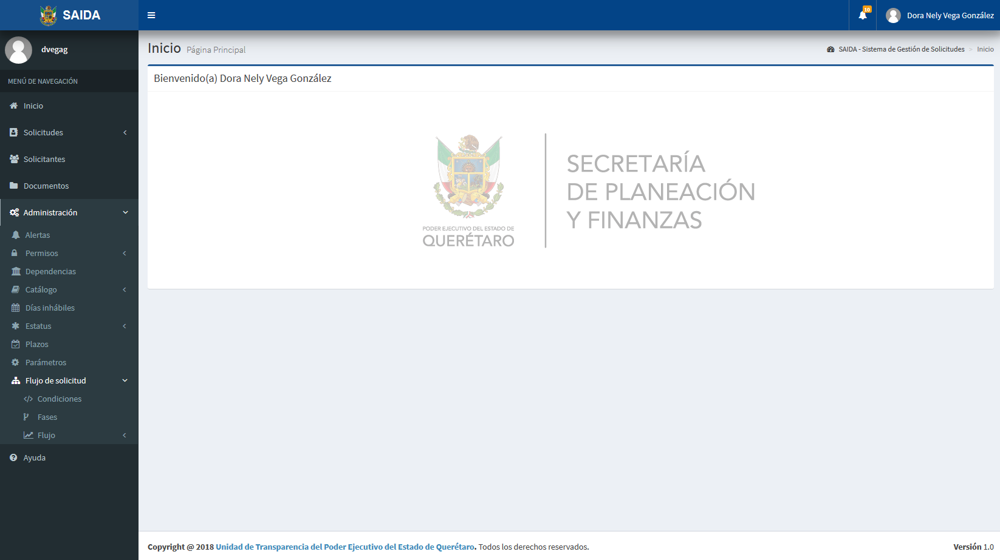 SAIDA
10
Dora Nely Vega González
dvegag
MENÚ DE NAVEGACIÓN
Inicio
Solicitudes
Solicitantes
Documentos
Administración
Alertas
Permisos
Dependencias
Catálogo
Días inhábiles
Estatus
Plazos
Parámetros
Flujo de solicitud
Condiciones
Fases
Flujo
Ayuda
Inicio Página Principal
SAIDA - Sistema de Gestión de Solicitudes > Inicio
Bienvenido(a) Dora Nely Vega González
PODER EJECUTIVO DEL ESTADO DE
QUERÉTARO
SECRETARÍA
DE PLANEACIÓN
Y FINANZAS
Copyright @ 2018 Unidad de Transparencia del Poder Ejecutivo del Estado de Querétaro. Todos los derechos reservados.
Versión 1.0